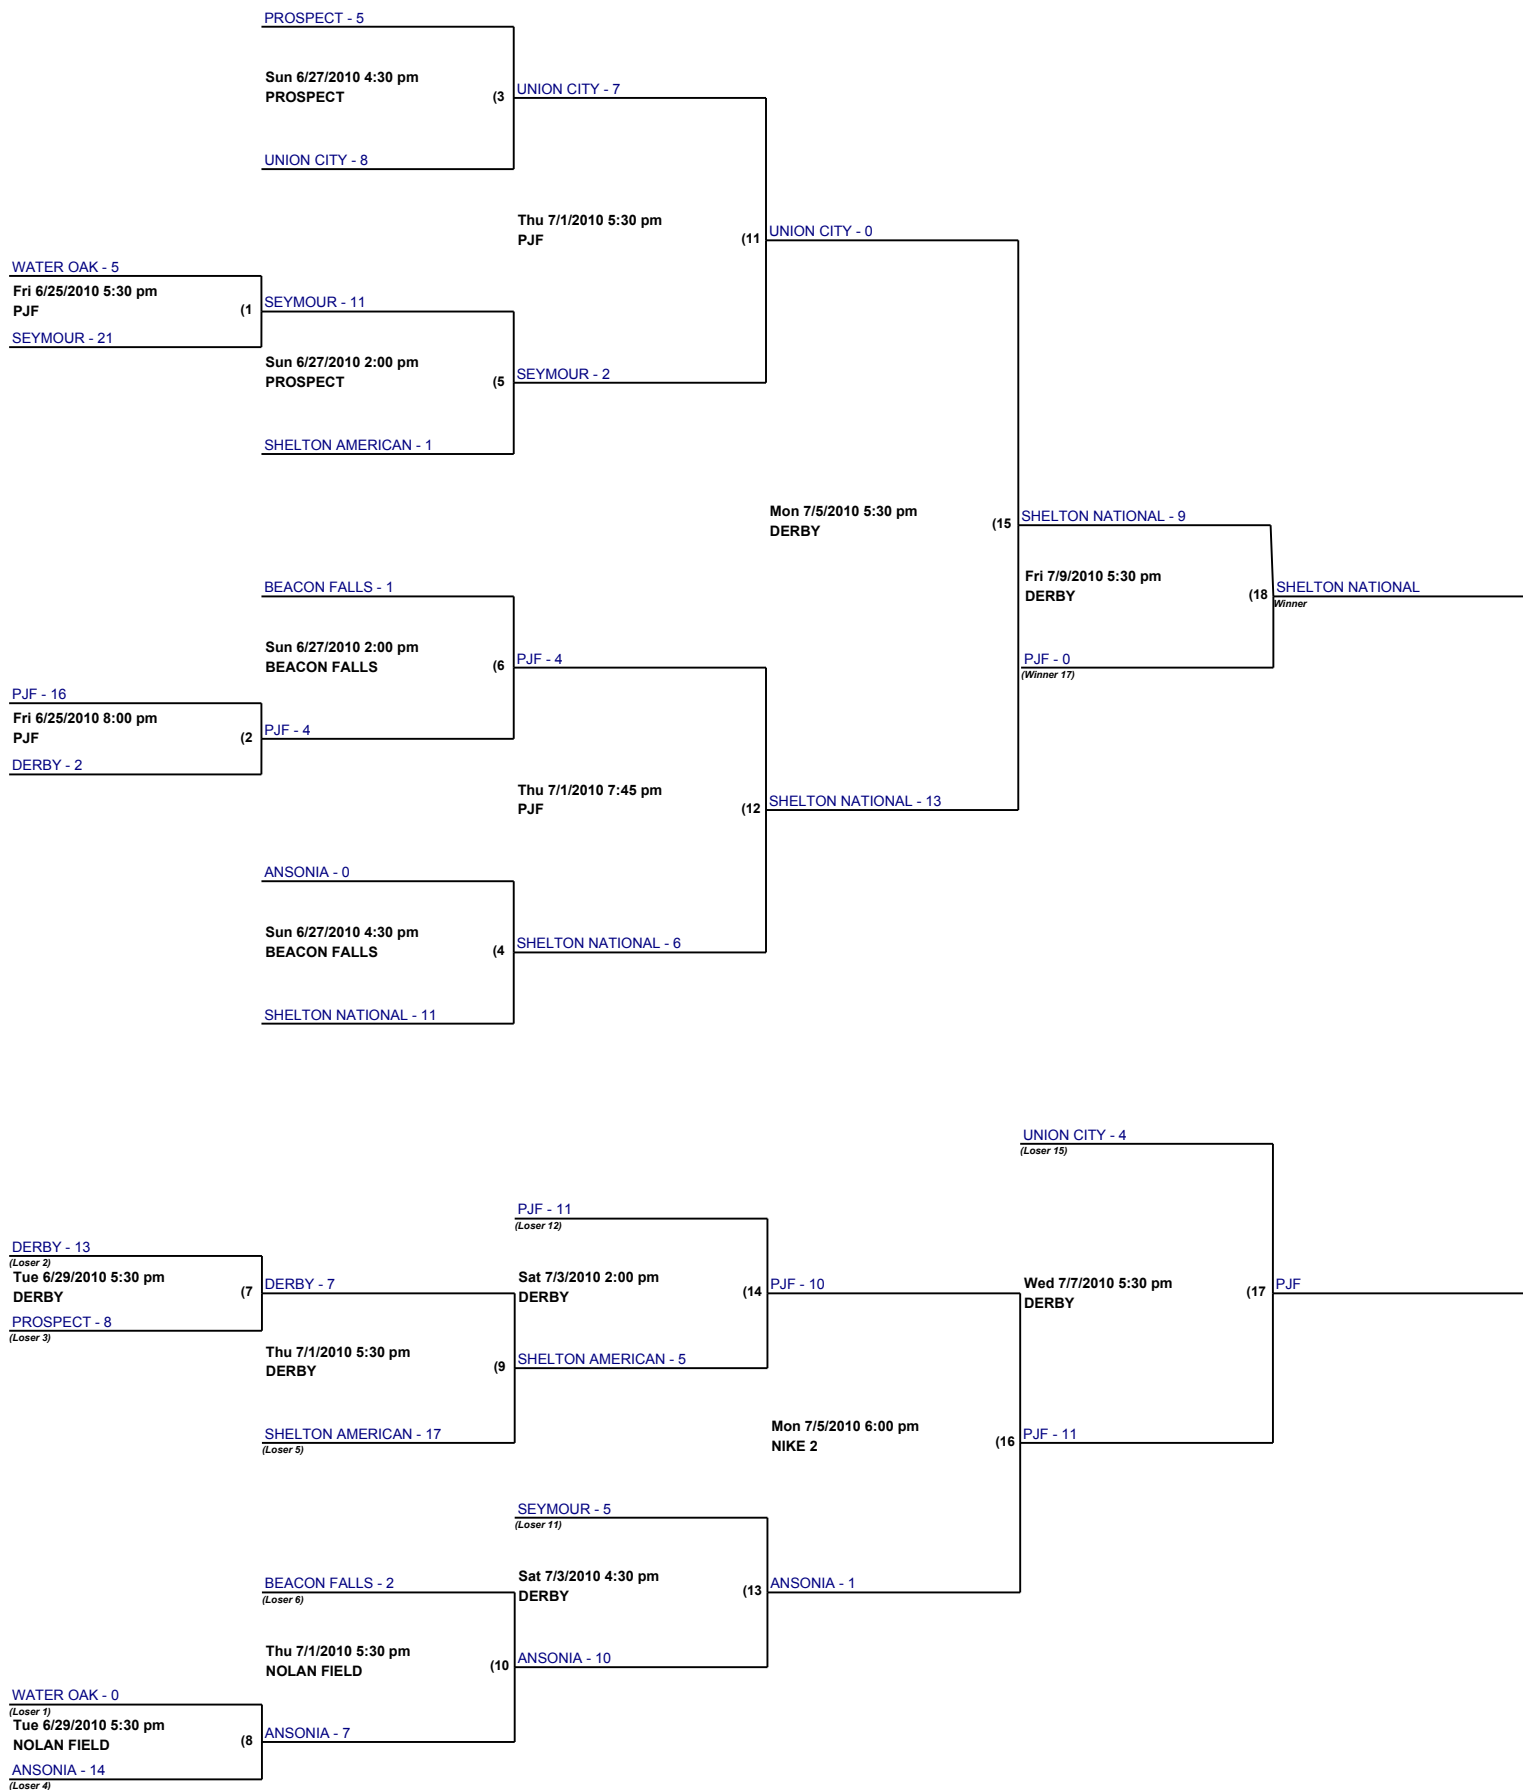 PROSPECT - 5
Sun 6/27/2010 4:30 pm
PROSPECT
(3
UNION CITY - 7
UNION CITY - 8
Thu 7/1/2010 5:30 pm
PJF
(11
UNION CITY - 0
WATER OAK - 5
Fri 6/25/2010 5:30 pm
PJF
(1
SEYMOUR - 11
SEYMOUR - 21
Sun 6/27/2010 2:00 pm
PROSPECT
(5
SEYMOUR - 2
SHELTON AMERICAN - 1
Mon 7/5/2010 5:30 pm
DERBY
(15
SHELTON NATIONAL - 9
BEACON FALLS - 1
Fri 7/9/2010 5:30 pm
DERBY
(18
SHELTON NATIONAL
Winner
Sun 6/27/2010 2:00 pm
BEACON FALLS
(6
PJF - 4
PJF - 0
(Winner 17)
PJF - 16
Fri 6/25/2010 8:00 pm
PJF
(2
PJF - 4
DERBY - 2
Thu 7/1/2010 7:45 pm
PJF
(12
SHELTON NATIONAL - 13
ANSONIA - 0
Sun 6/27/2010 4:30 pm
BEACON FALLS
(4
SHELTON NATIONAL - 6
SHELTON NATIONAL - 11
UNION CITY - 4
(Loser 15)
PJF - 11
(Loser 12)
DERBY - 13
(Loser 2)
Tue 6/29/2010 5:30 pm
DERBY
(7
DERBY - 7
Sat 7/3/2010 2:00 pm
DERBY
(14
PJF - 10
Wed 7/7/2010 5:30 pm
DERBY
(17
PJF
PROSPECT - 8
(Loser 3)
Thu 7/1/2010 5:30 pm
DERBY
(9
SHELTON AMERICAN - 5
SHELTON AMERICAN - 17
(Loser 5)
Mon 7/5/2010 6:00 pm
NIKE 2
(16
PJF - 11
SEYMOUR - 5
(Loser 11)
BEACON FALLS - 2
(Loser 6)
Sat 7/3/2010 4:30 pm
DERBY
(13
ANSONIA - 1
Thu 7/1/2010 5:30 pm
NOLAN FIELD
(10
ANSONIA - 10
WATER OAK - 0
(Loser 1)
Tue 6/29/2010 5:30 pm
NOLAN FIELD
(8
ANSONIA - 7
ANSONIA - 14
(Loser 4)